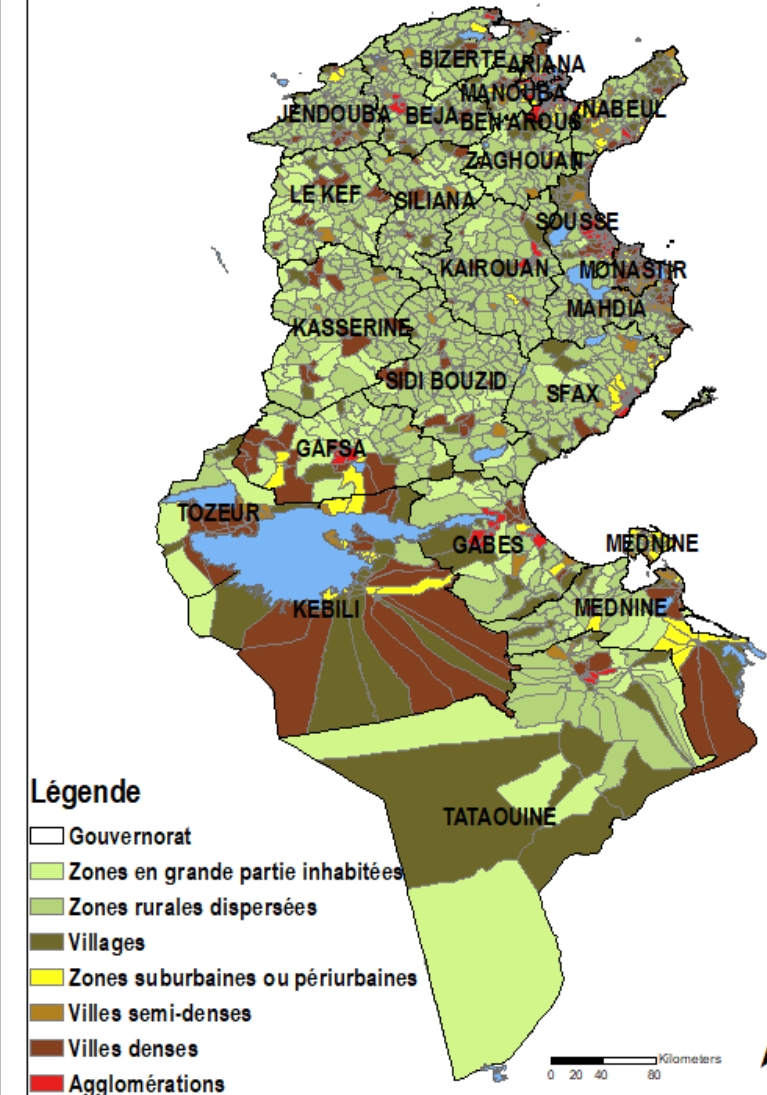 BIZERTE
ARIANA
MANOUBA
JENDOUBA
BEJA
BEN AROUS
NABEUL
ZAGHOUAN
LE KEF
SILIANA
SOUSSE
KAIROUAN
MONASTIR
MAHDIA
KASSERINE
SIDI BOUZID
SFAX
GAFSA
TOZEUR
GABES
MEDNINE
KEBILI
MEDNINE
TATAOUINE
Légende
Gouvernorat
Zones en grande partie inhabitées
Zones rurales dispersées
Villages
Zones suburbaines ou périurbaines
Villes semi-denses
Villes denses
Agglomérations
Kilometers
0 20 40 80